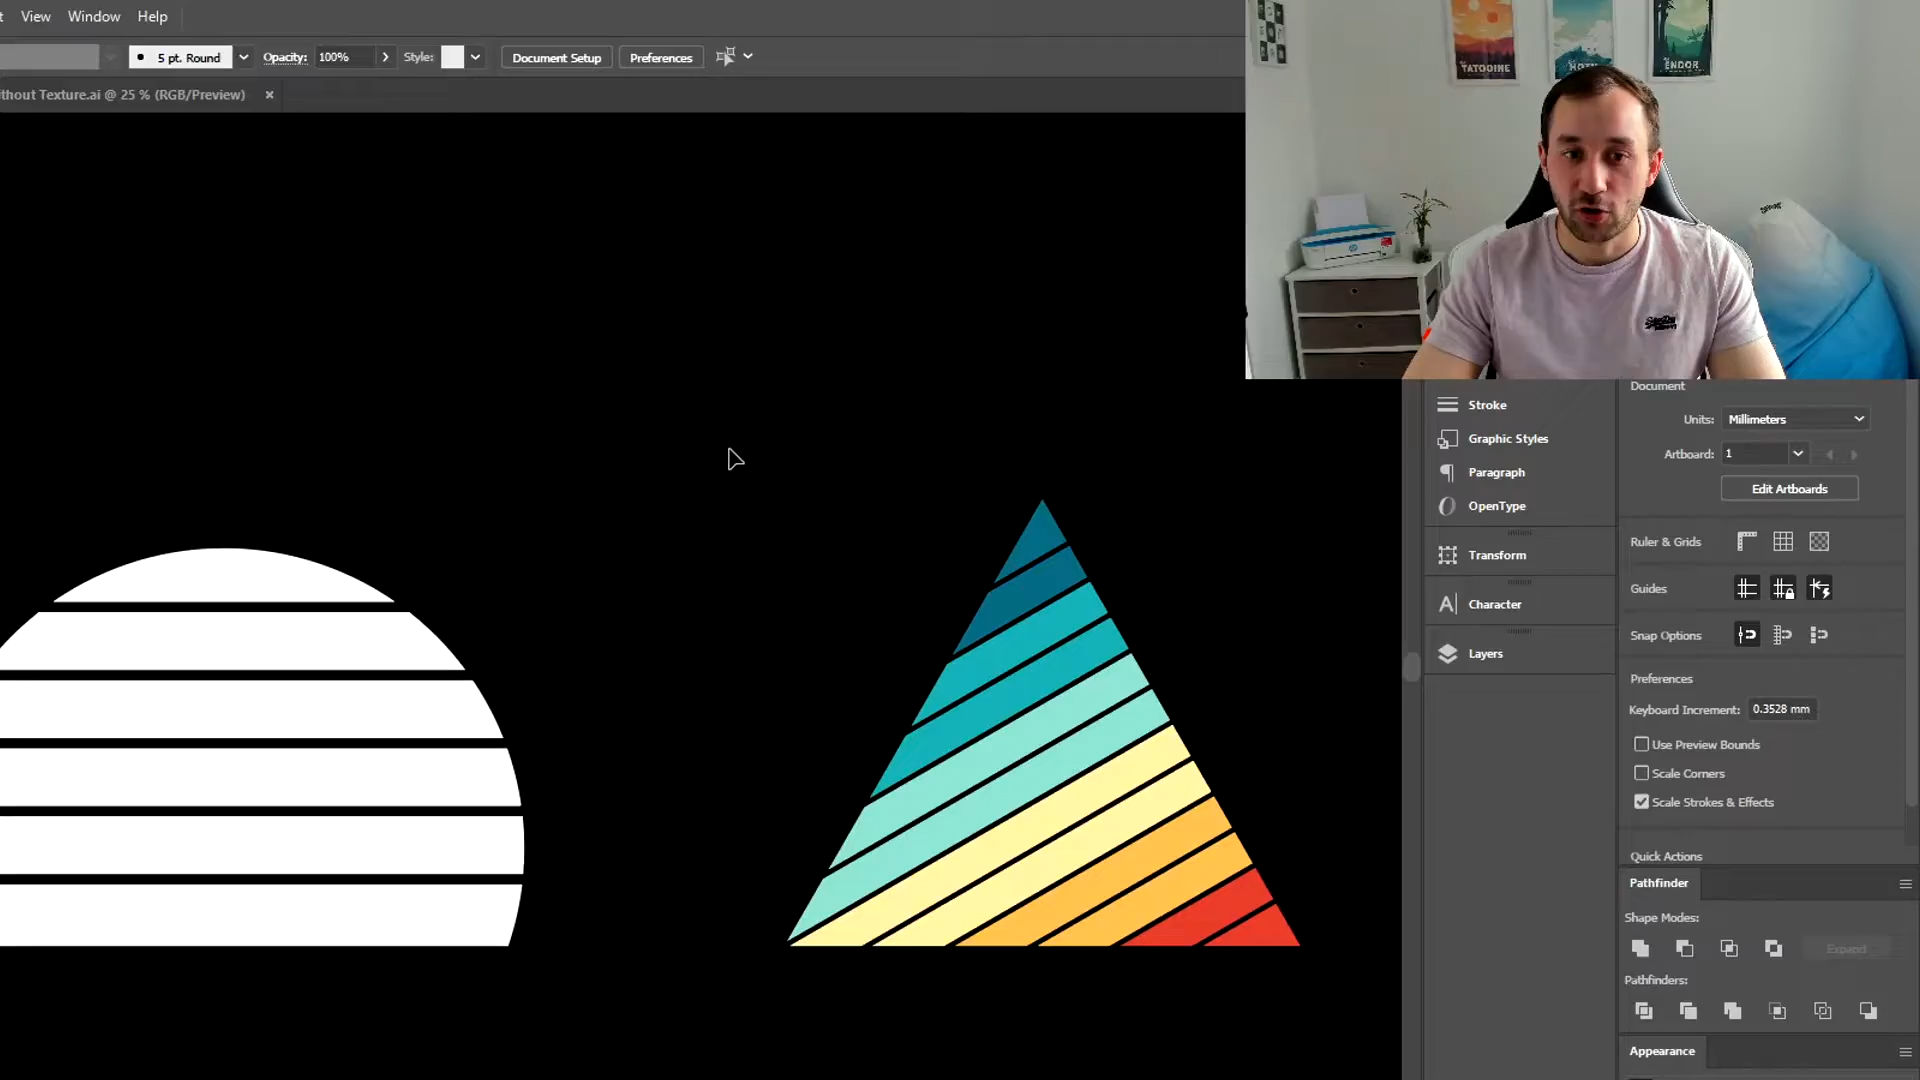 t View Window Help
5 pt. Round Opacity: 100% Style: Document Setup Preferences
ithout Texture.ai @ 25 % (RGB/Preview) ×
TATOOINE
HOTH
ENDOR
hp
Document
Stroke
Units: Millimeters
Graphic Styles
Artboard: 1
Paragraph
Edit Artboards
OpenType
Ruler & Grids
Transform
Guides
Character
Snap Options
Layers
Preferences
Keyboard Increment: 0.3528 mm
Use Preview Bounds
Scale Corners
Scale Strokes & Effects
Quick Actions
Pathfinder
Shape Modes:
Expand
Pathfinders:
Appearance